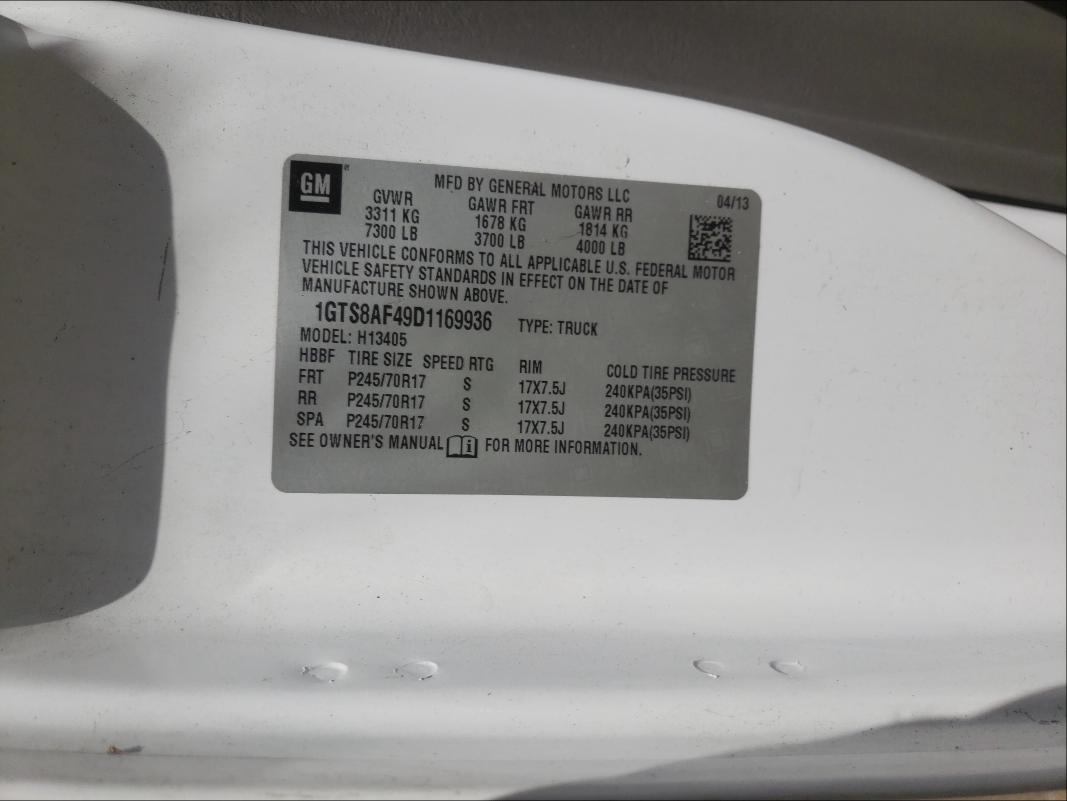 GM
MFD BY GENERAL MOTORS LLC 04/13
GVWR GAWR FRT GAWR RR
3311 KG 1678 KG 1814 KG
7300 LB 3700 LB 4000 LB
THIS VEHICLE CONFORMS TO ALL APPLICABLE U.S. FEDERAL MOTOR
VEHICLE SAFETY STANDARDS IN EFFECT ON THE DATE OF
MANUFACTURE SHOWN ABOVE.
1GTS8AF49D1169936 TYPE: TRUCK
MODEL: H13405
HBBF TIRE SIZE SPEED RTG RIM COLD TIRE PRESSURE
FRT P245/70R17 S 17X7.5J 240KPA(35PSI)
RR P245/70R17 S 17X7.5J 240KPA(35PSI)
SPA P245/70R17 S 17X7.5J 240KPA(35PSI)
SEE OWNER'S MANUAL i FOR MORE INFORMATION.